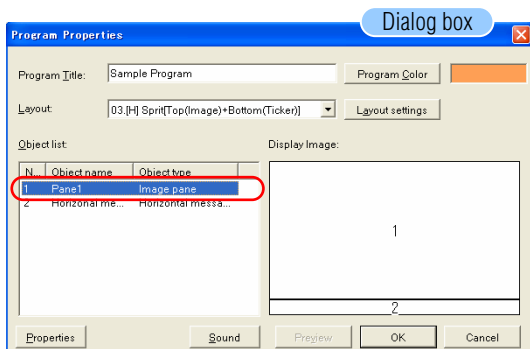 Dialog box
Program Properties
Program Title: Sample Program Program Color
Layout: 03.[H] Sprit[Top(Image)+Bottom(Ticker)] Layout settings
Object list: Display Image:
N... Object name Object type
1 Pane1 Image pane
2 Horizonal me... Horizontal messa...
1
2
Properties Sound Preview OK Cancel